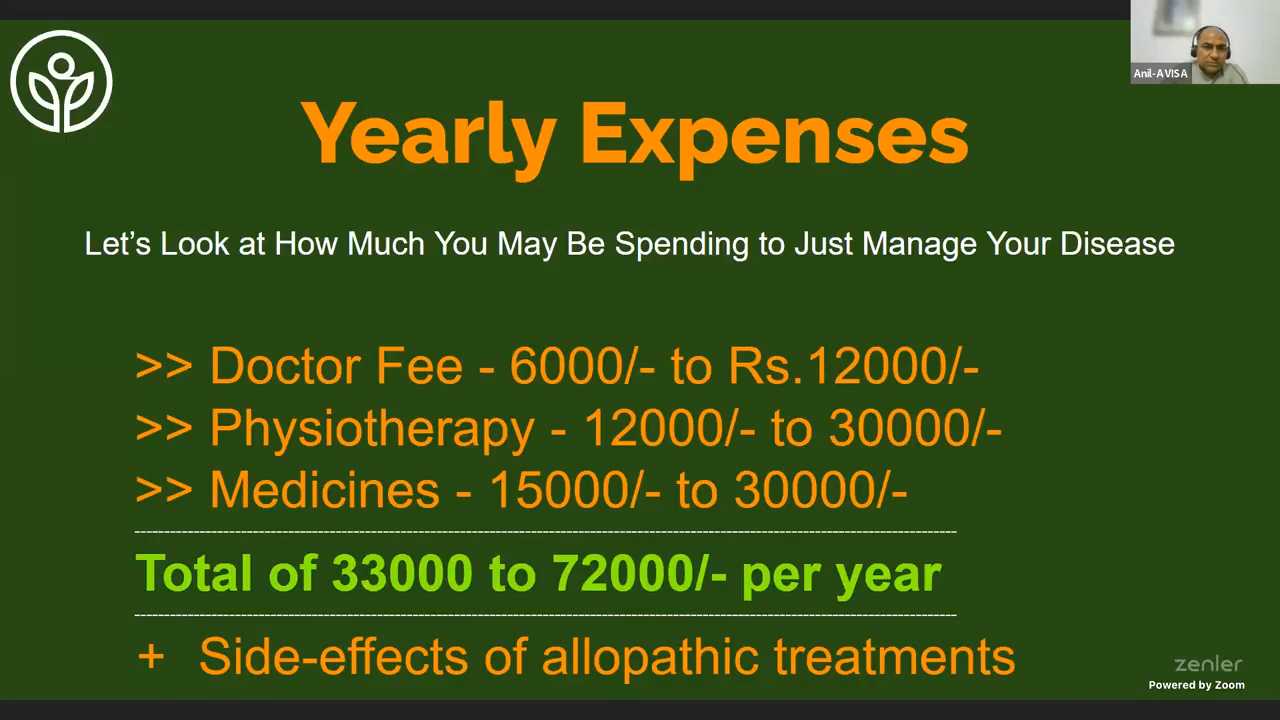 Anil-AVISA
Yearly Expenses
Let’s Look at How Much You May Be Spending to Just Manage Your Disease
>> Doctor Fee - 6000/- to Rs.12000/-
>> Physiotherapy - 12000/- to 30000/-
>> Medicines - 15000/- to 30000/-
Total of 33000 to 72000/- per year
+ Side-effects of allopathic treatments
zenler
Powered by Zoom